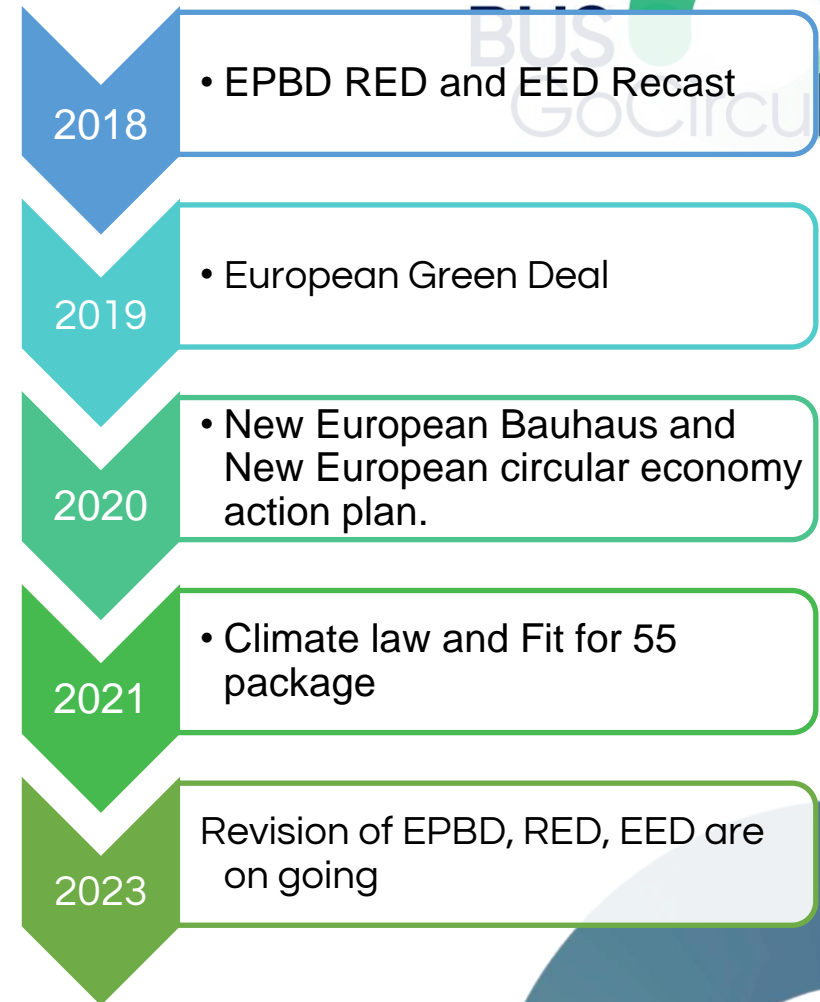 BUS
GoCircu
2018
• EPBD RED and EED Recast
2019
• European Green Deal
2020
• New European Bauhaus and
New European circular economy
action plan.
2021
• Climate law and Fit for 55
package
2023
Revision of EPBD, RED, EED are
on going